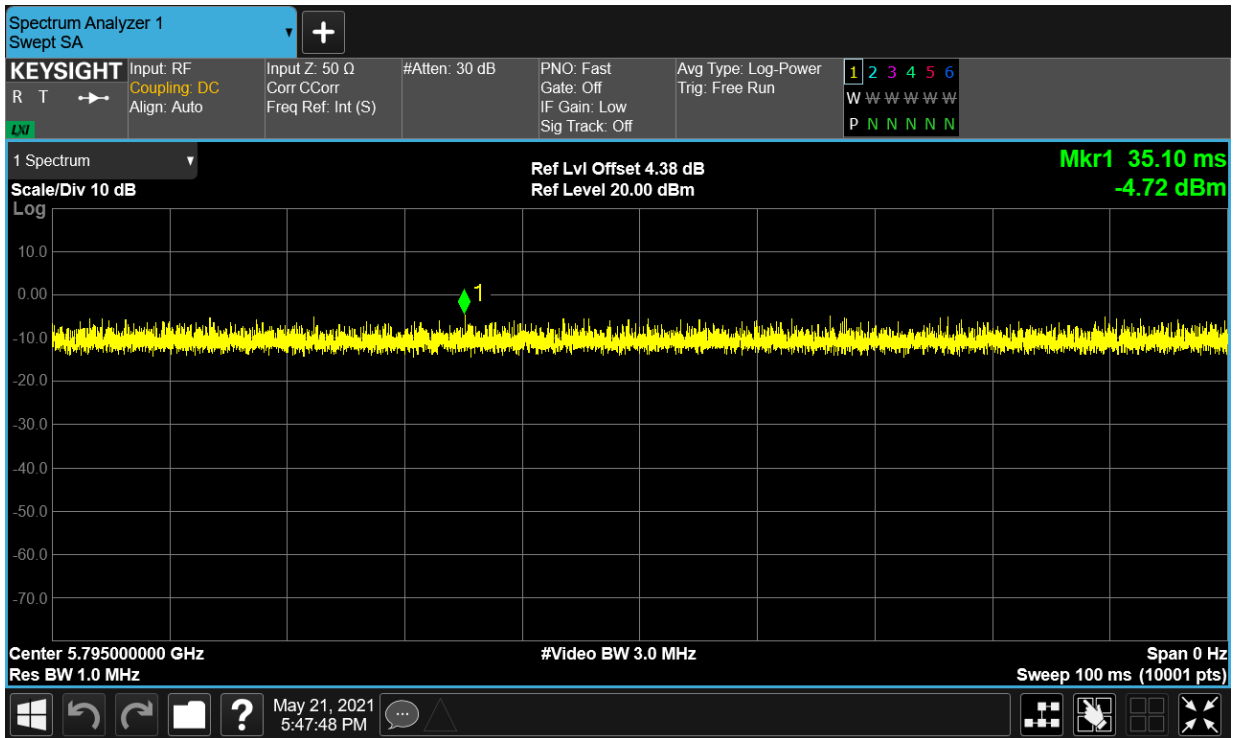 Spectrum Analyzer 1
Swept SA
▼
+
KEYSIGHT
R T
LXI
Input: RF
Coupling: DC
Align: Auto
Input Z: 50 Ω
Corr CCorr
Freq Ref: Int (S)
#Atten: 30 dB
PNO: Fast
Gate: Off
IF Gain: Low
Sig Track: Off
Avg Type: Log-Power
Trig: Free Run
1 2 3 4 5 6
W W W W W W
P N N N N N
1 Spectrum ▼
Scale/Div 10 dB
Log
Ref Lvl Offset 4.38 dB
Ref Level 20.00 dBm
Mkr1 35.10 ms
-4.72 dBm
10.0
0.00
1
-10.0
-20.0
-30.0
-40.0
-50.0
-60.0
-70.0
Center 5.795000000 GHz
Res BW 1.0 MHz
#Video BW 3.0 MHz
Span 0 Hz
Sweep 100 ms (10001 pts)
?
May 21, 2021
5:47:48 PM